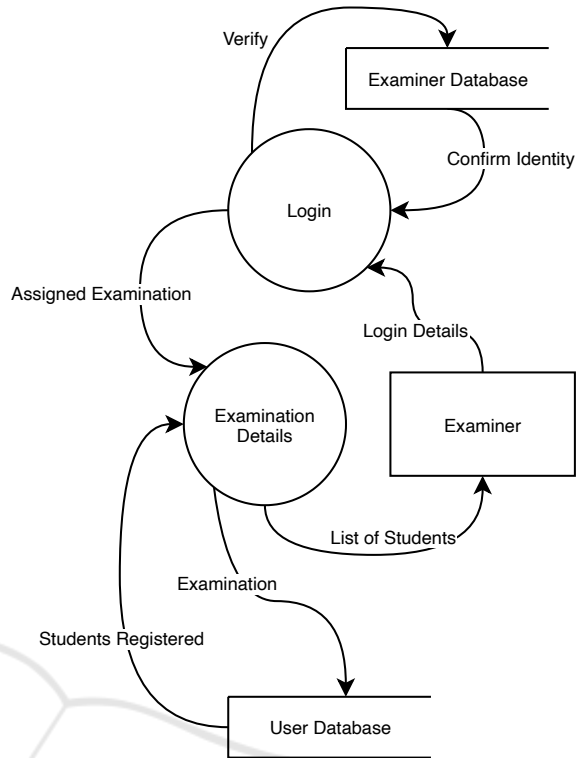 Verify
Examiner Database
Confirm Identity
Login
Assigned Examination
Login Details
Examination
Details
Examiner
List of Students
Examination
Students Registered
User Database